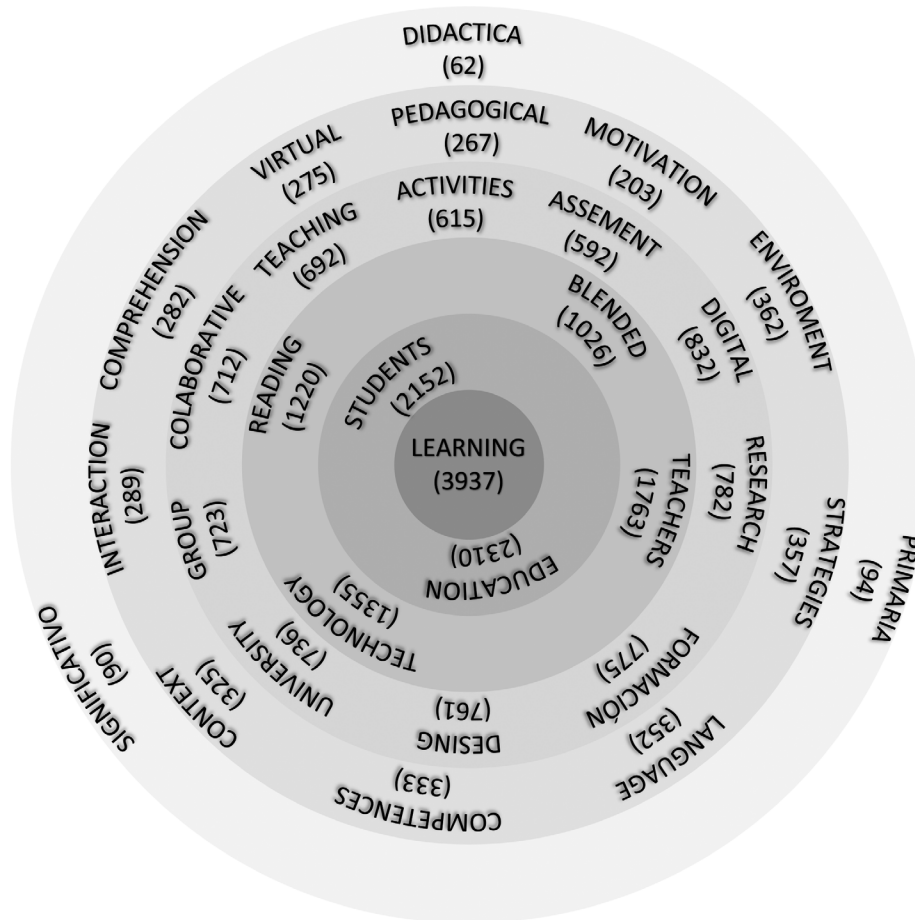 DIDACTICA
(62)
PEDAGOGICAL
(267)
VIRTUAL
(275)
MOTIVATION
(203)
ACTIVITIES
(615)
TEACHING
(692)
ASSEMENT
(592)
COMPREHENSION
(282)
ENVIROMENT
(362)
COLABORATIVE
(712)
BLENDED
(1026)
DIGITAL
(832)
READING
(1220)
STUDENTS
(2152)
LEARNING
(3937)
TEACHERS
(1763)
RESEARCH
(782)
INTERACTION
(289)
GROUP
(723)
STRATEGIES
(357)
PRIMARIA
(94)
EDUCATION
(2310)
TECHNOLOGY
(1355)
UNIVERSITY
(736)
FORMACIÓN
(775)
SIGNIFICATIVO
(90)
CONTEXT
(325)
DESING
(761)
LANGUAGE
(352)
COMPETENCES
(333)